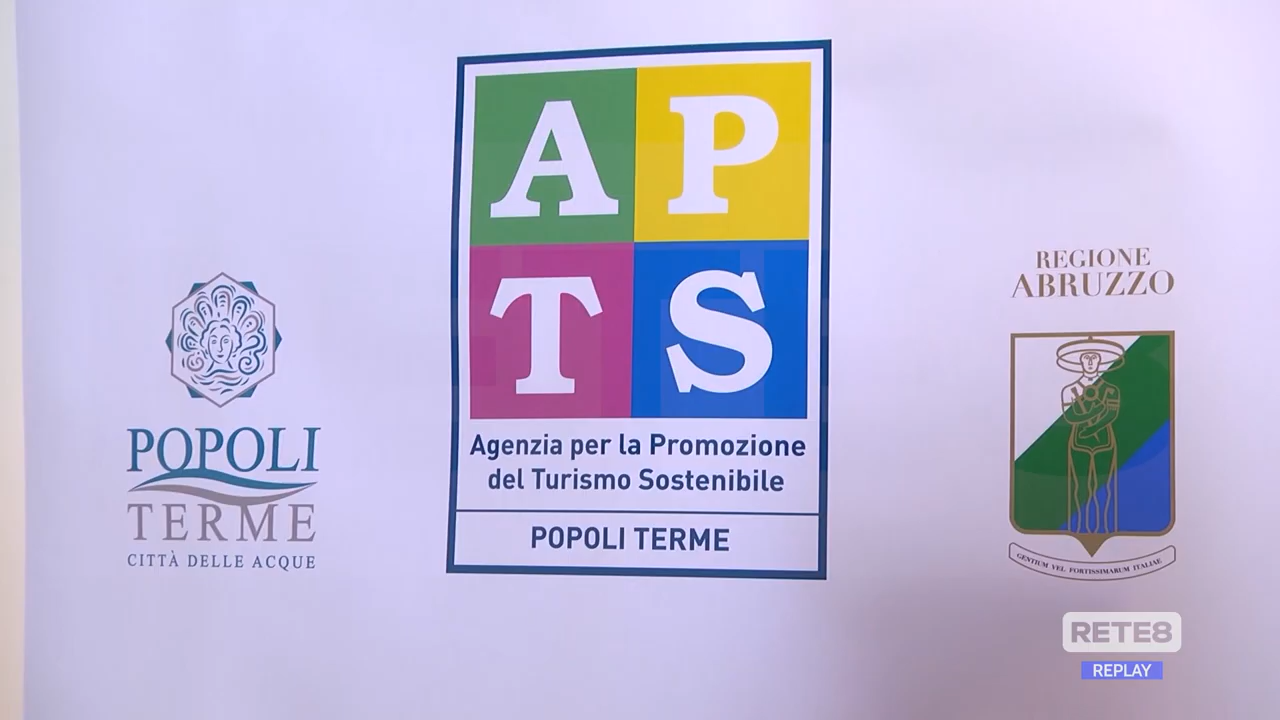 POPOLI
TERME
CITTÀ DELLE ACQUE
A P
T S
Agenzia per la Promozione
del Turismo Sostenibile
POPOLI TERME
REGIONE
ABRUZZO
GENTIUM VEL FORTISSIMARUM ITALIAE
RETE8
REPLAY